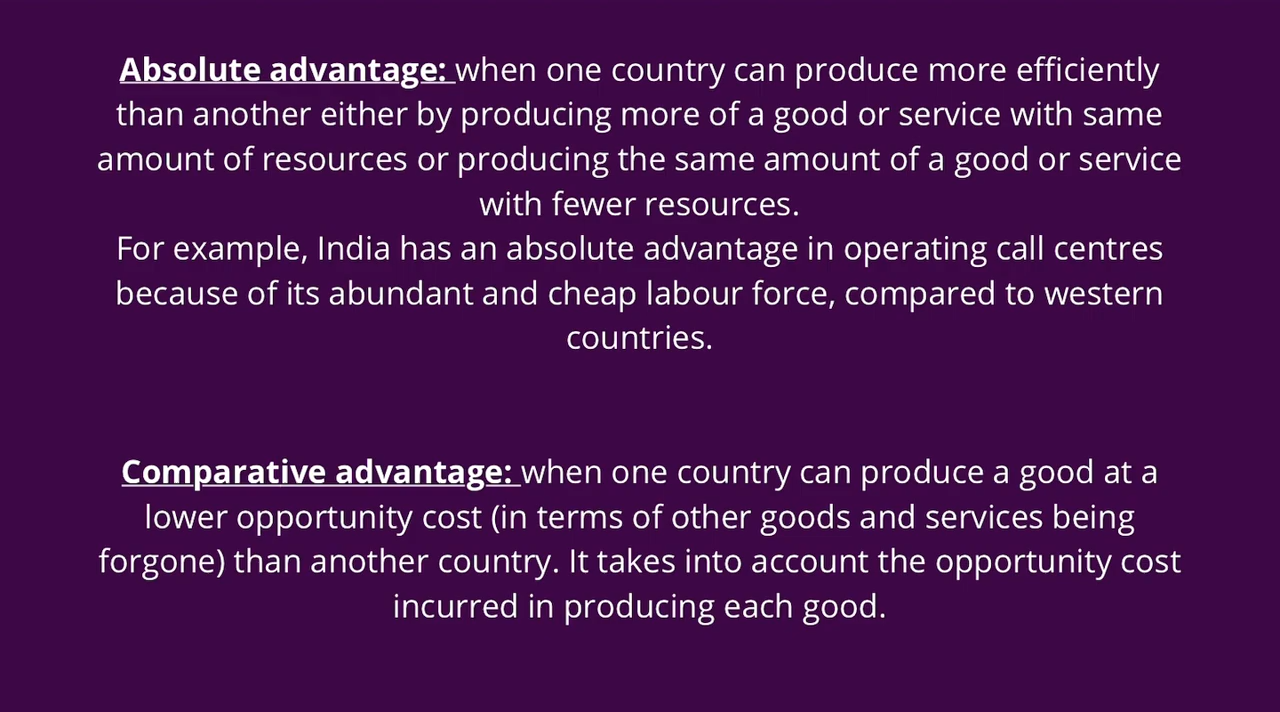 Absolute advantage: when one country can produce more efficiently
than another either by producing more of a good or service with same
amount of resources or producing the same amount of a good or service
with fewer resources.
For example, India has an absolute advantage in operating call centres
because of its abundant and cheap labour force, compared to western
countries.
Comparative advantage: when one country can produce a good at a
lower opportunity cost (in terms of other goods and services being
forgone) than another country. It takes into account the opportunity cost
incurred in producing each good.